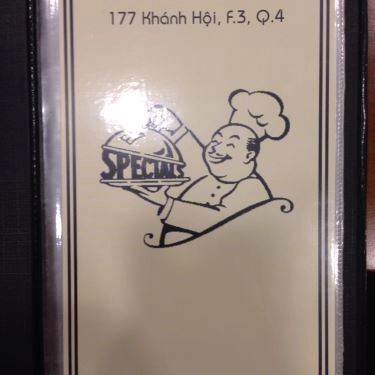 177 Khánh Hội, F.3, Q.4
SPECIALS